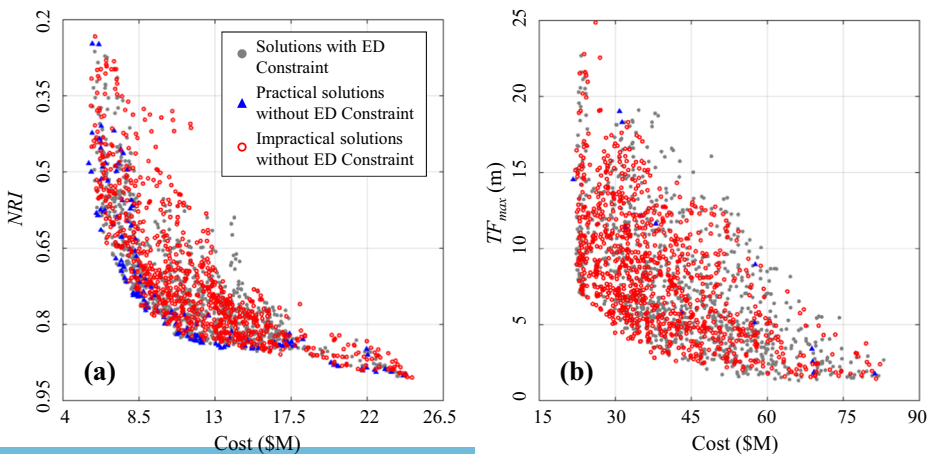 0.2
0.35
0.5
0.65
0.8
0.95
NRI
Solutions with ED
Constraint
Practical solutions
without ED Constraint
Impractical solutions
without ED Constraint
(a)
4 8.5 13 17.5 22 26.5
Cost ($M)
25
20
15
10
5
0
TF_max (m)
(b)
15 30 45 60 75 90
Cost ($M)